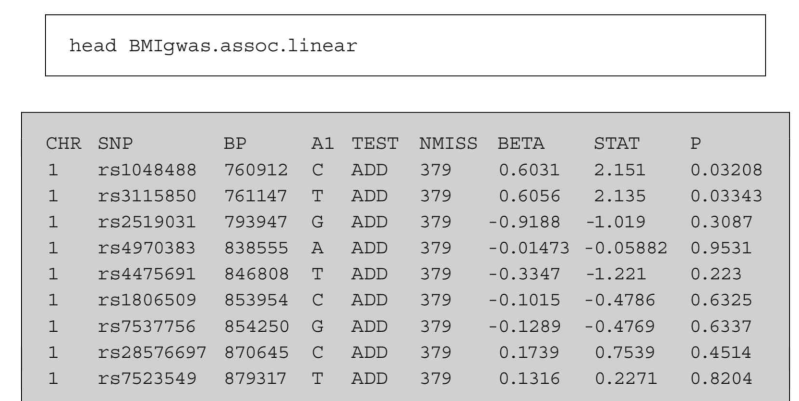 head BMIgwas.assoc.linear
CHR SNP BP A1 TEST NMISS BETA STAT P
1 rs1048488 760912 C ADD 379 0.6031 2.151 0.03208
1 rs3115850 761147 T ADD 379 0.6056 2.135 0.03343
1 rs2519031 793947 G ADD 379 -0.9188 -1.019 0.3087
1 rs4970383 838555 A ADD 379 -0.01473 -0.05882 0.9531
1 rs4475691 846808 T ADD 379 -0.3347 -1.221 0.223
1 rs1806509 853954 C ADD 379 -0.1015 -0.4786 0.6325
1 rs7537756 854250 G ADD 379 -0.1289 -0.4769 0.6337
1 rs28576697 870645 C ADD 379 0.1739 0.7539 0.4514
1 rs7523549 879317 T ADD 379 0.1316 0.2271 0.8204